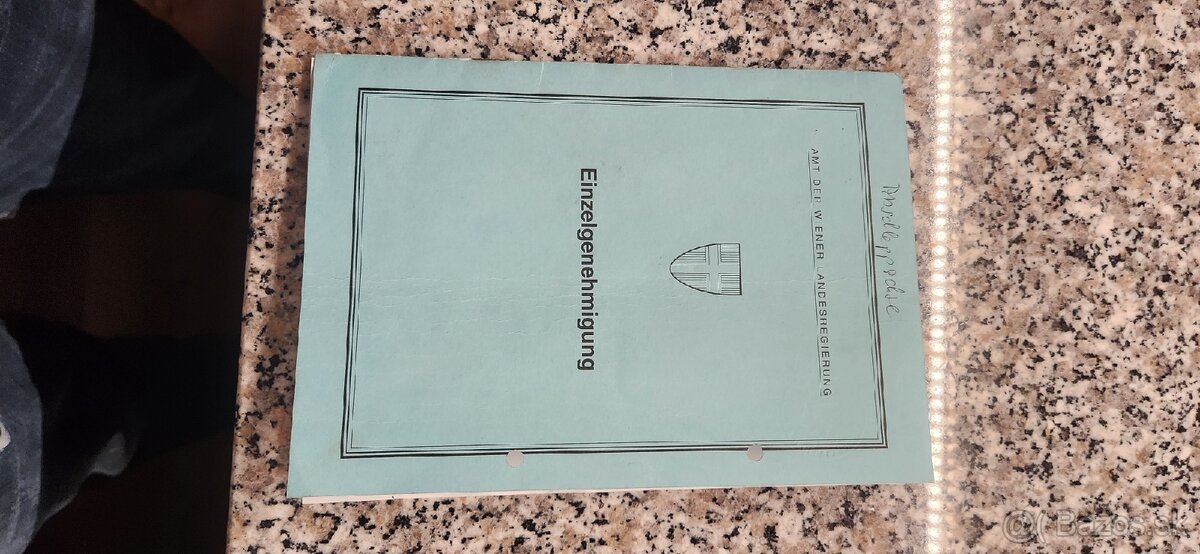 AMT DER WIENER LANDESREGIERUNG
Einzelgenehmigung
Bazos.sk